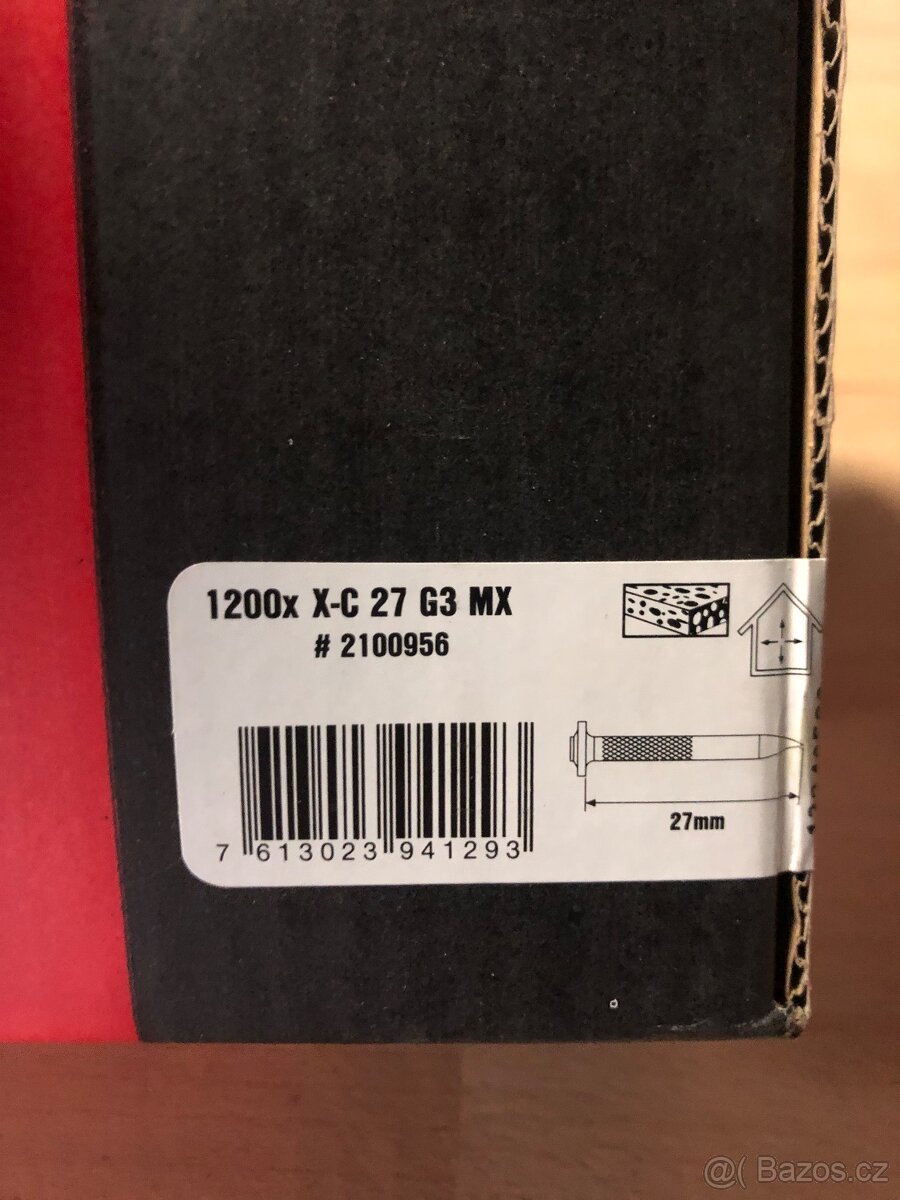 1200x X-C 27 G3 MX
# 2100956
27mm
7 613023 941293
@( Bazos.cz